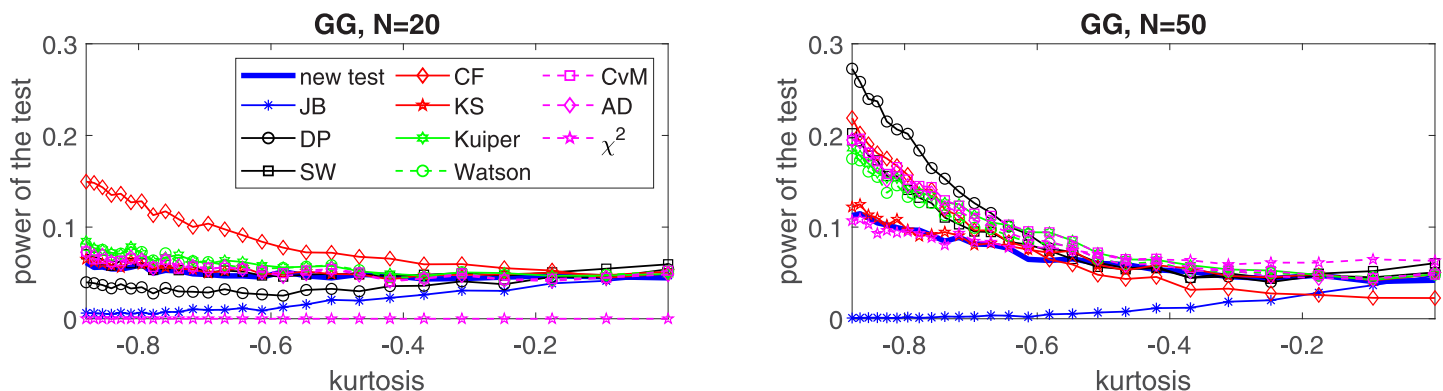 GG, N=20
power of the test
0.3
0.2
0.1
0
new test
JB
DP
SW
CF
KS
Kuiper
Watson
CvM
AD
χ²
-0.8
-0.6
-0.4
-0.2
kurtosis
GG, N=50
power of the test
0.3
0.2
0.1
0
-0.8
-0.6
-0.4
-0.2
kurtosis